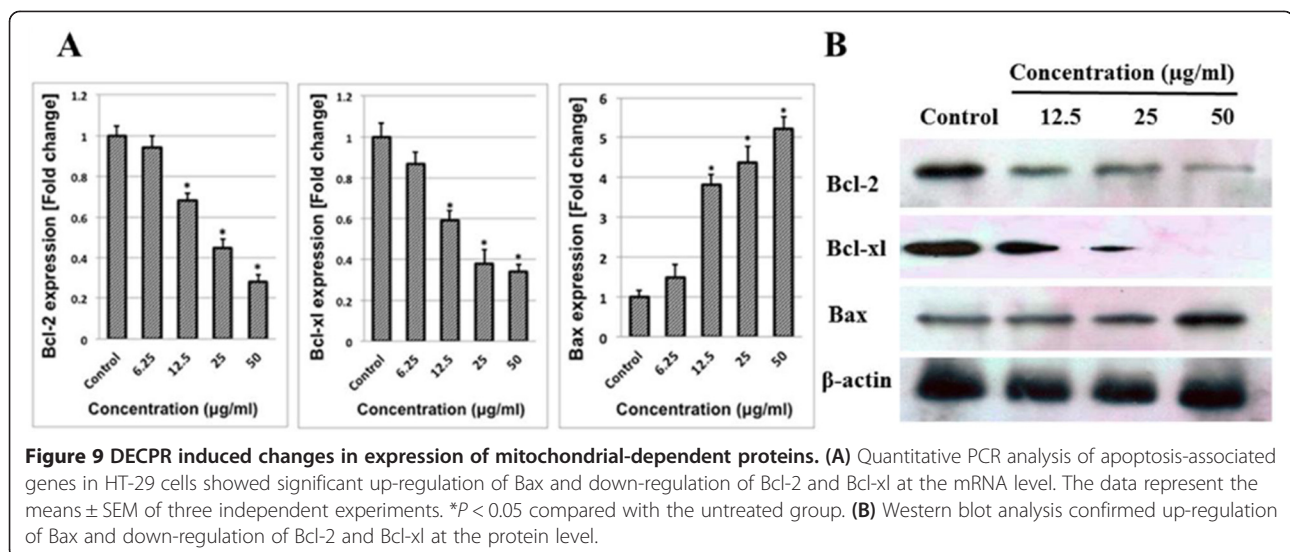 A
B
1.2
1
0.8
0.6
0.4
0.2
0
Bcl-2 expression [Fold change]
Control
6.25
12.5
25
50
* * *
Concentration (µg/ml)
1.2
1
0.8
0.6
0.4
0.2
0
Bcl-xl expression [Fold change]
Control
6.25
12.5
25
50
* * *
Concentration (µg/ml)
6
5
4
3
2
1
0
Bax expression [Fold change]
Control
6.25
12.5
25
50
* * *
Concentration (µg/ml)
Concentration (µg/ml)
Control 12.5 25 50
Bcl-2
Bcl-xl
Bax
β-actin
Figure 9 DECPR induced changes in expression of mitochondrial-dependent proteins. (A) Quantitative PCR analysis of apoptosis-associated
genes in HT-29 cells showed significant up-regulation of Bax and down-regulation of Bcl-2 and Bcl-xl at the mRNA level. The data represent the
means ± SEM of three independent experiments. *P < 0.05 compared with the untreated group. (B) Western blot analysis confirmed up-regulation
of Bax and down-regulation of Bcl-2 and Bcl-xl at the protein level.